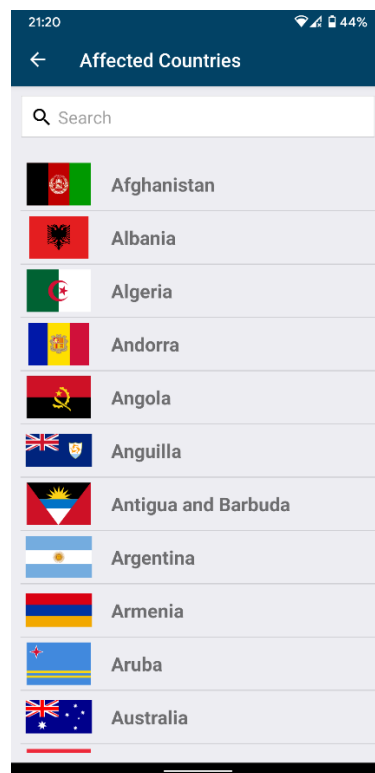 21:20 44%
Affected Countries
Search
Afghanistan
Albania
Algeria
Andorra
Angola
Anguilla
Antigua and Barbuda
Argentina
Armenia
Aruba
Australia